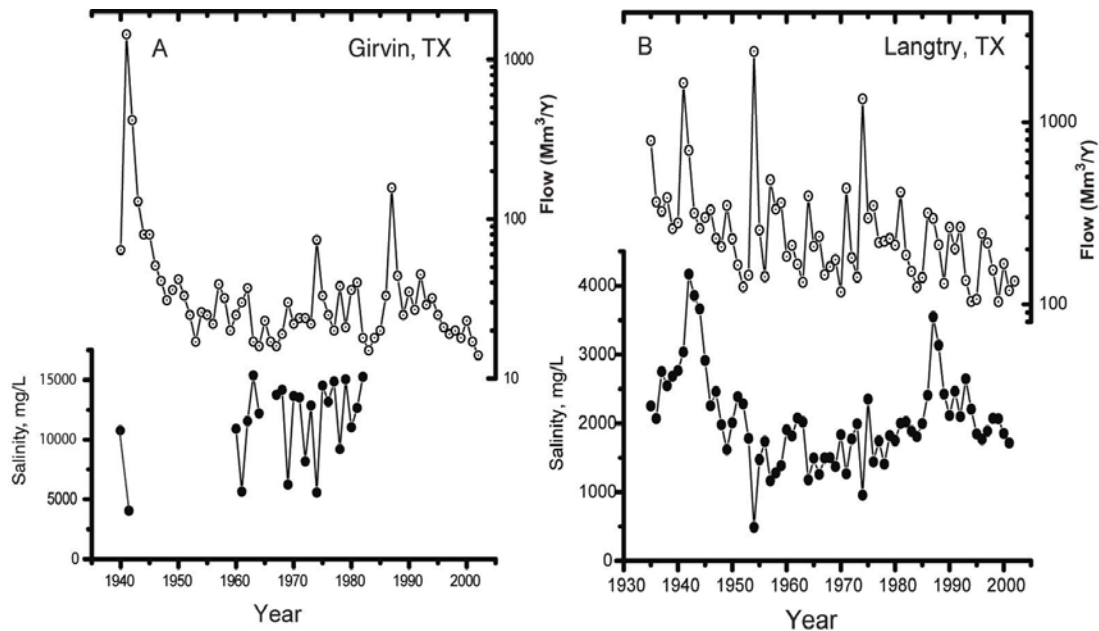 A
Girvin, TX
1000
100
10
Flow (Mm³/Y)
15000
10000
5000
0
Salinity, mg/L
1940 1950 1960 1970 1980 1990 2000
Year
B
Langtry, TX
1000
100
Flow (Mm³/Y)
4000
3000
2000
1000
0
Salinity, mg/L
1930 1940 1950 1960 1970 1980 1990 2000
Year